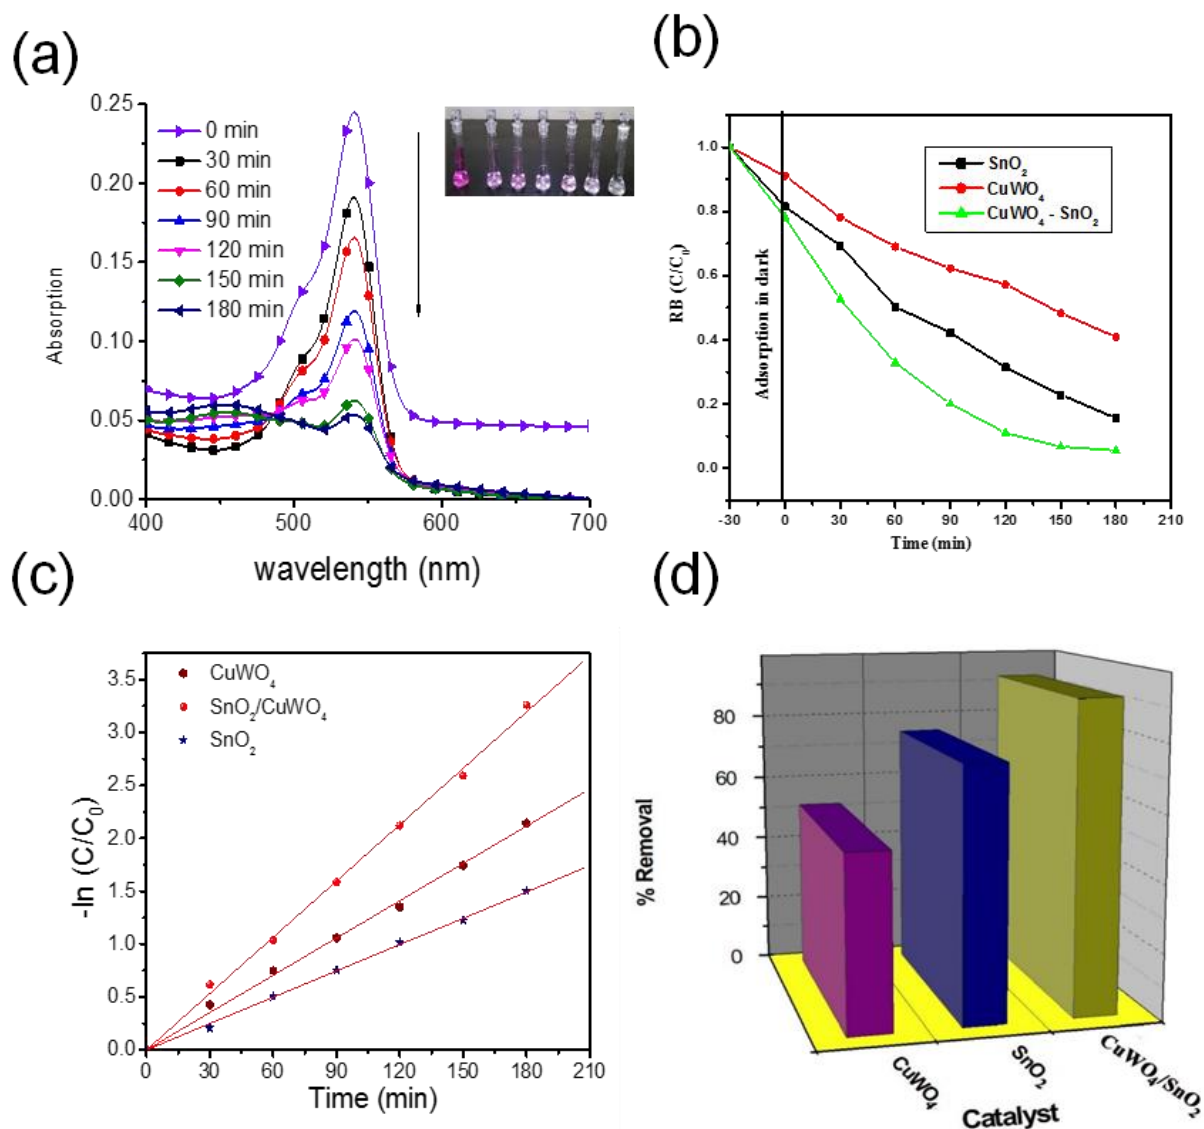 (a)
0.25
0.20
0.15
0.10
0.05
0.00
Absorption
0 min
30 min
60 min
90 min
120 min
150 min
180 min
400
500
600
700
wavelength (nm)
(b)
1.0
0.8
0.6
0.4
0.2
0.0
RB (C/C₀)
Adsorption in dark
SnO₂
CuWO₄
CuWO₄ - SnO₂
-30
0
30
60
90
120
150
180
210
Time (min)
(c)
3.5
3.0
2.5
2.0
1.5
1.0
0.5
0.0
-ln (C/C₀)
CuWO₄
SnO₂/CuWO₄
SnO₂
0
30
60
90
120
150
180
210
Time (min)
(d)
80
60
40
20
0
% Removal
CuWO₄
SnO₂
CuWO₄/SnO₂
Catalyst